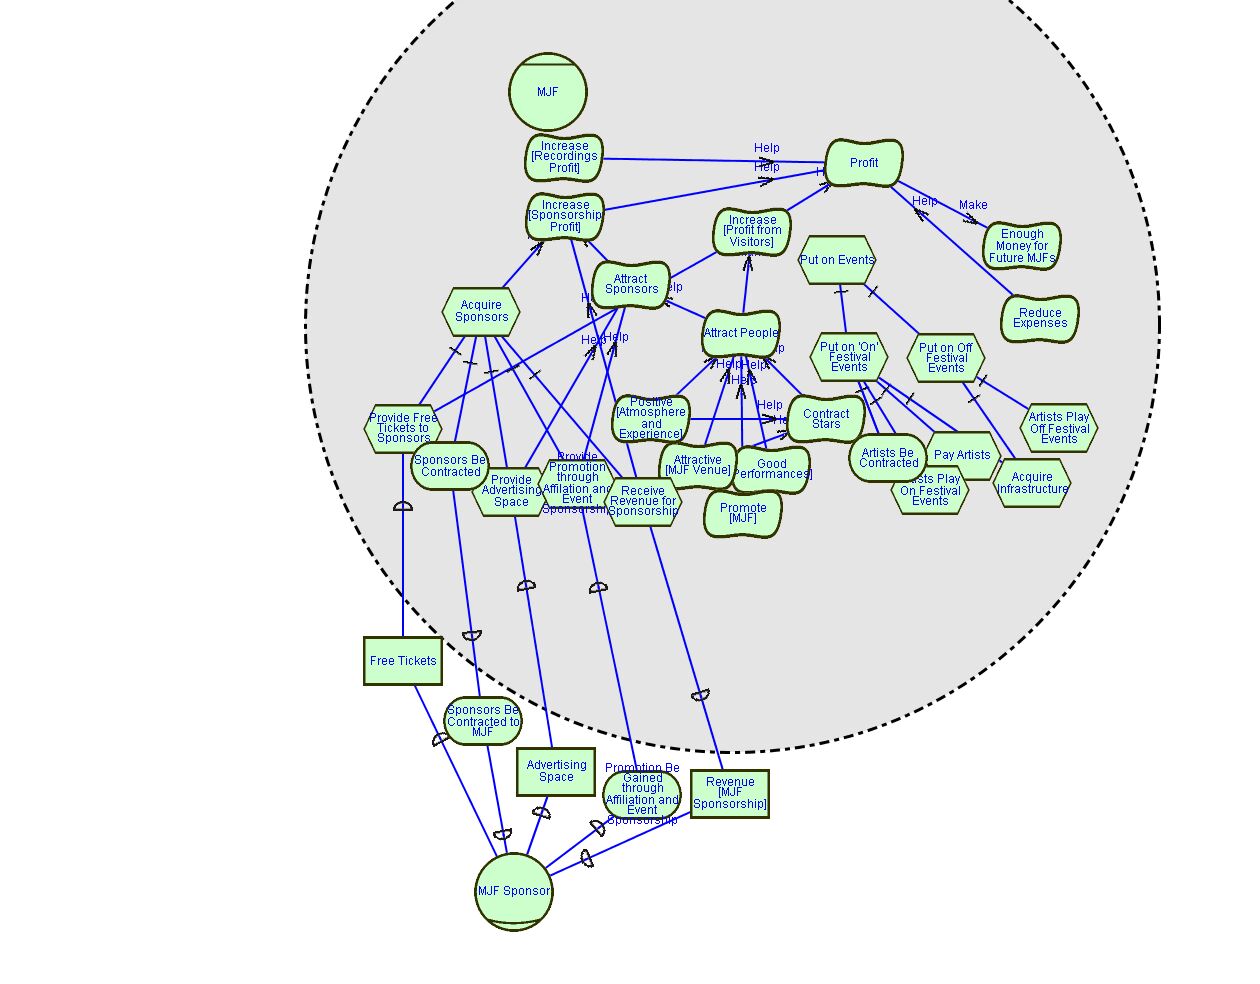 MJF
Increase
[Recordings
Profit]
Help
Profit
Help
Increase
[Sponsorship
Profit]
Help
Make
Increase
[Profit from
Visitors]
Enough
Money for
Future MJFs
Put on Events
Attract
Sponsors
Acquire
Sponsors
Reduce
Expenses
Attract People
Help
Help
Put on 'On'
Festival
Events
Put on Off
Festival
Events
Help
Help
Help
Positive
[Atmosphere
and
Experience]
Help
Contract
Stars
Provide Free
Tickets to
Sponsors
Artists Play
Off Festival
Events
Sponsors Be
Contracted
Attractive
[MJF Venue]
Good
Performances]
Artists Be
Contracted
Pay Artists
Provide
Advertising
Space
Provide
Promotion
through
Affilation and
Event
Sponsorship
Receive
Revenue for
Sponsorship
Play
On Festival
Events
Acquire
Infrastructure
Promote
[MJF]
Free Tickets
Sponsors Be
Contracted to
MJF
Advertising
Space
Promotion Be
Gained
through
Affiliation and
Event
Sponsorship
Revenue
[MJF
Sponsorship]
MJF Sponsor